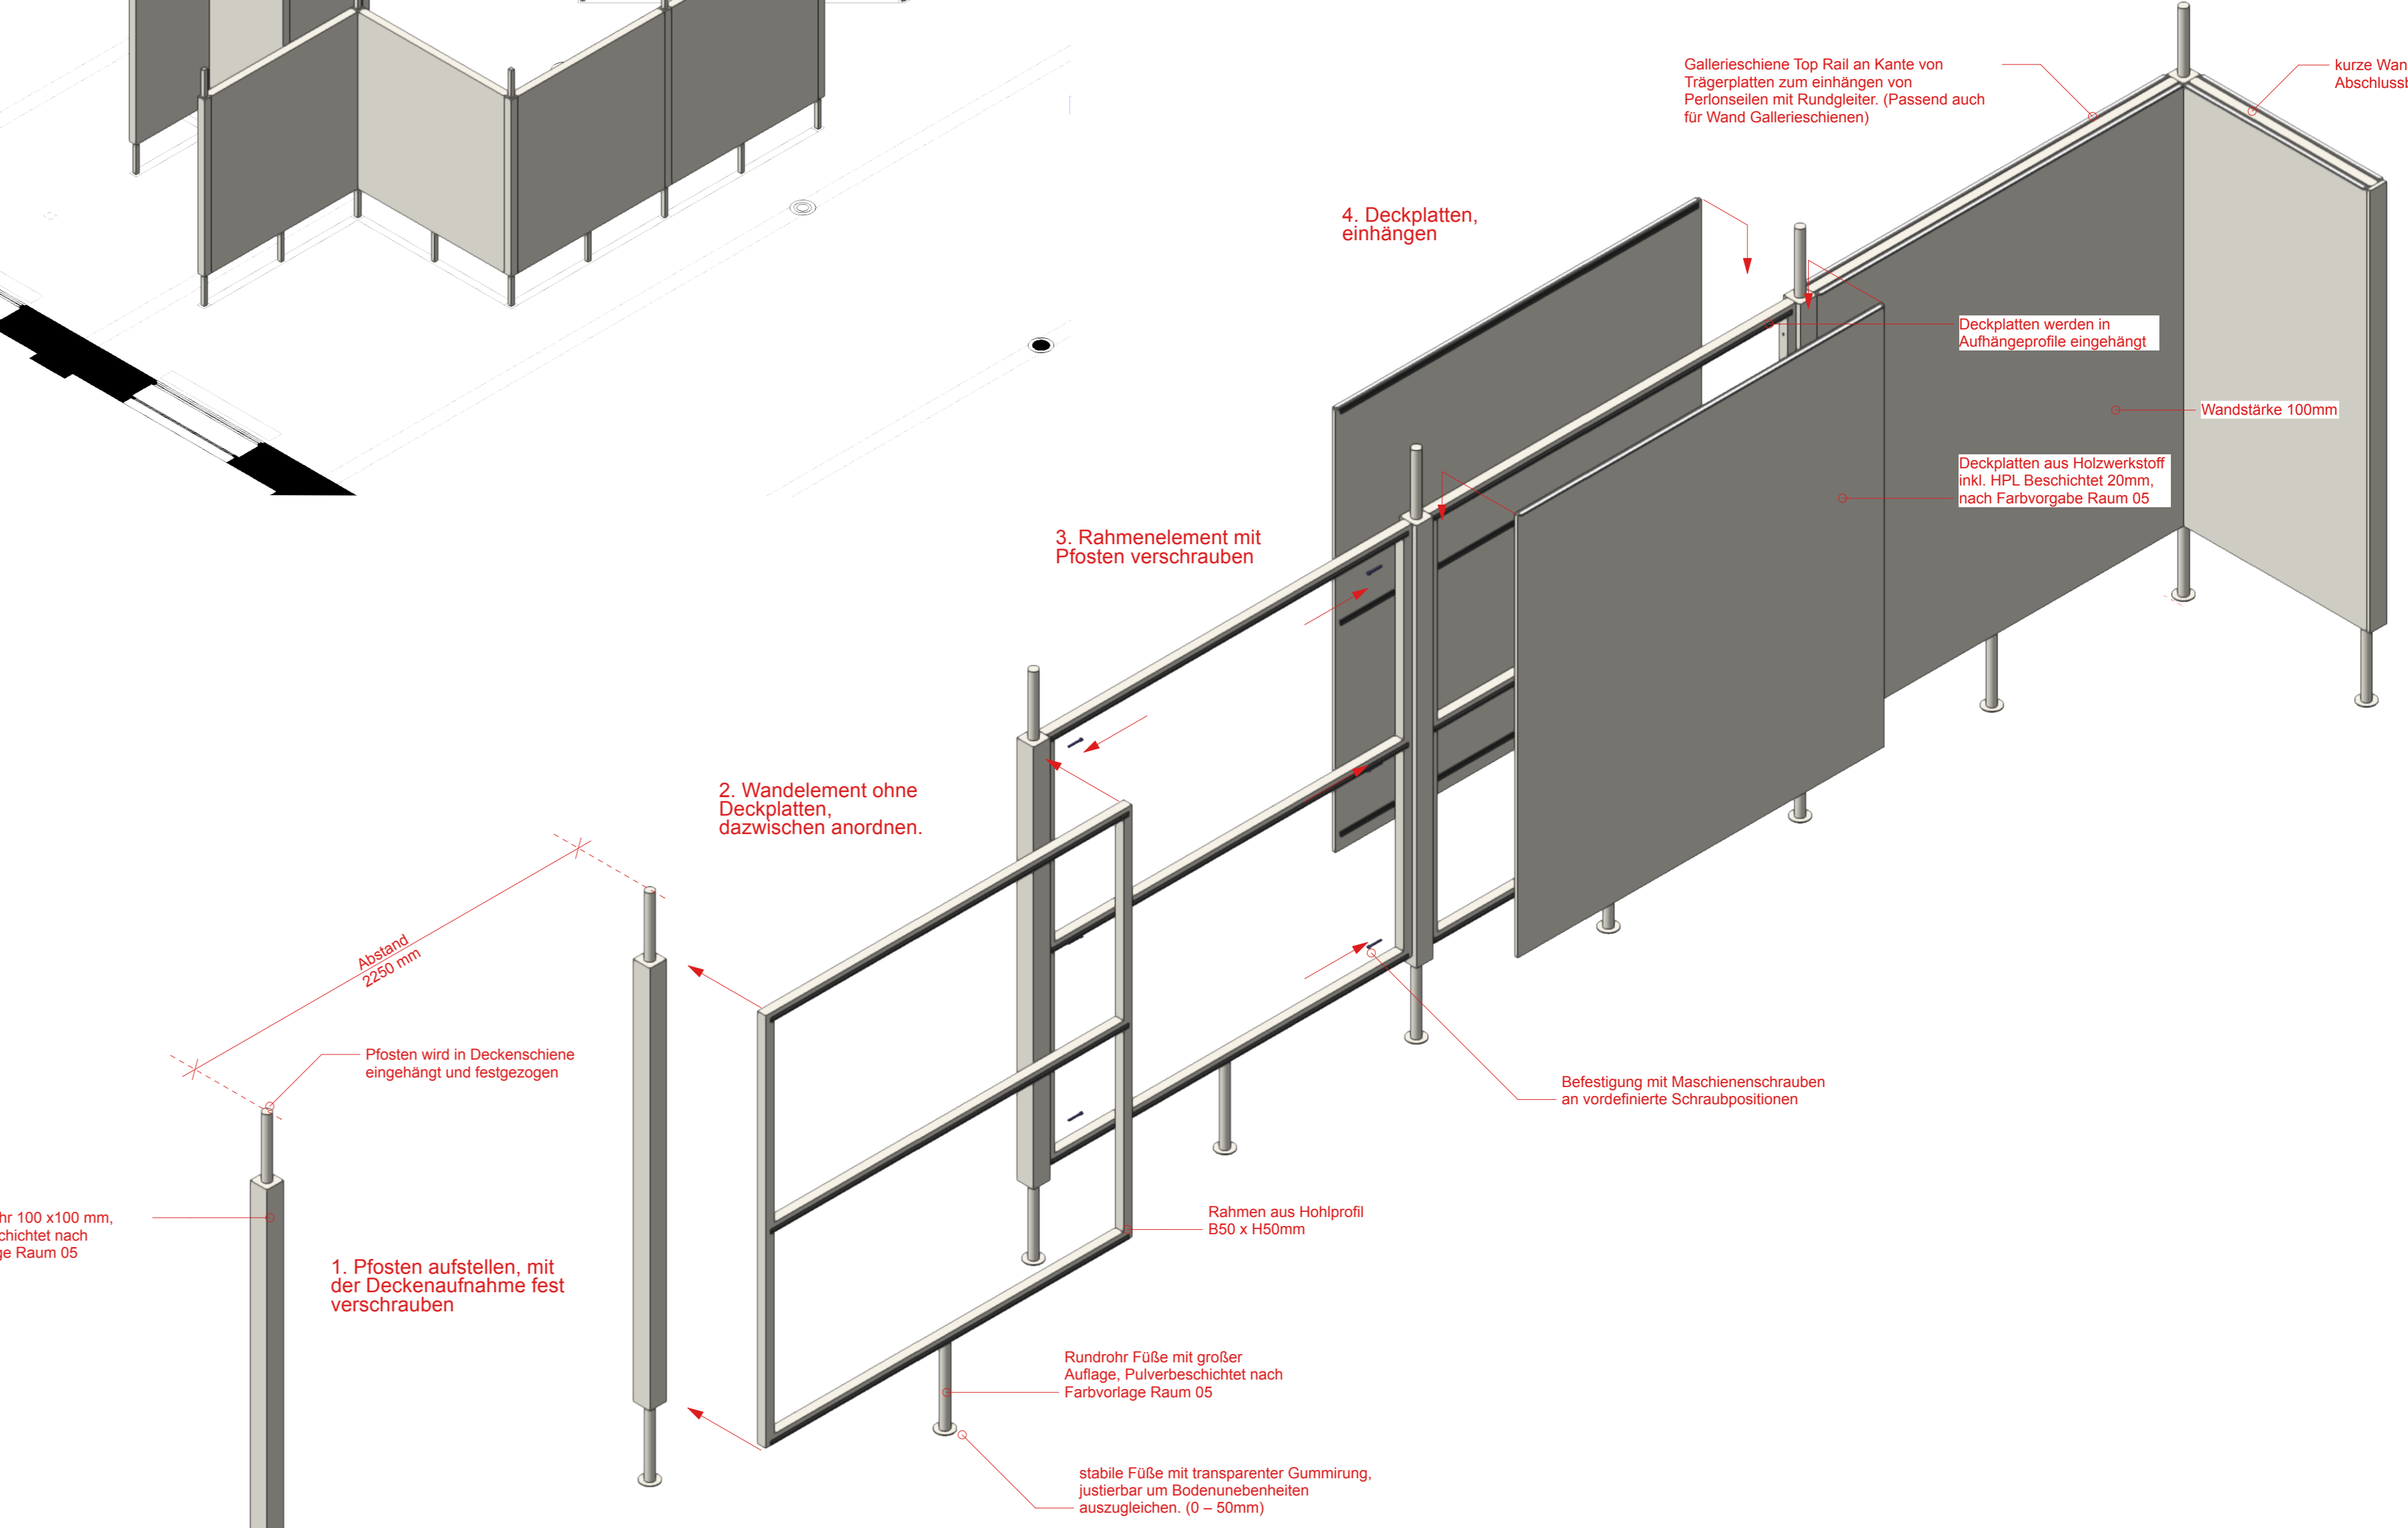 Gallerieschiene Top Rail an Kante von
Trägerplatten zum einhängen von
Perlonseilen mit Rundgleiter. (Passend auch
für Wand Gallerieschienen)
kurze
4. Deckplatten,
einhängen
Deckplatten werden in
Aufhängeprofile eingehängt
Wandstärke 100mm
Deckplatten aus Holzwerkstoff
inkl. HPL Beschichtet 20mm,
nach Farbvorgabe Raum 05
3. Rahmenelement mit
Pfosten verschrauben
2. Wandelement ohne
Deckplatten,
dazwischen anordnen.
Abstand
2250 mm
Pfosten wird in Deckenschiene
eingehängt und festgezogen
Befestigung mit Maschienenschrauben
an vordefinierte Schraubpositionen
100 x100 mm,
nach
Raum 05
Rahmen aus Hohlprofil
B50 x H50mm
1. Pfosten aufstellen, mit
der Deckenaufnahme fest
verschrauben
Rundrohr Füße mit großer
Auflage, Pulverbeschichtet nach
Farbvorlage Raum 05
stabile Füße mit transparenter Gummirung,
justierbar um Bodenunebenheiten
auszugleichen. (0 – 50mm)